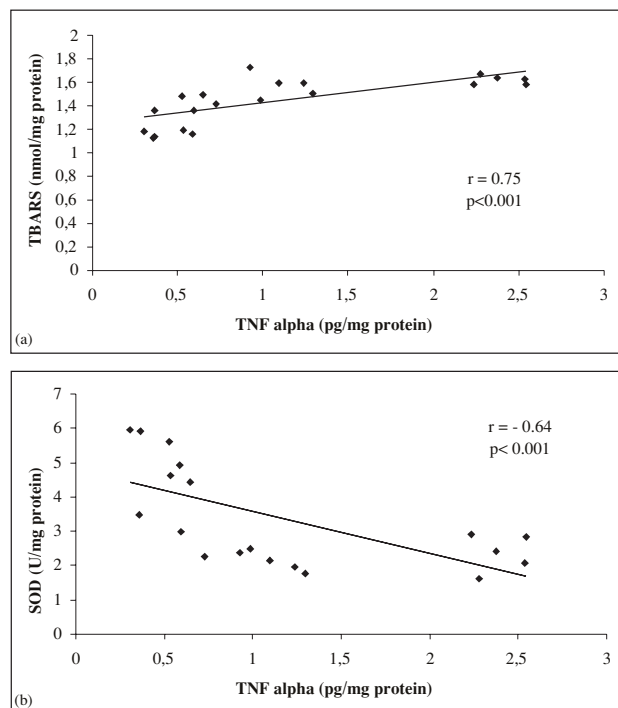 1,8
1,6
1,4
1,2
1
0,8
0,6
0,4
0,2
0
TBARS (nmol/mg protein)
r = 0.75
p<0.001
0 0,5 1 1,5 2 2,5 3
TNF alpha (pg/mg protein)
(a)
7
6
5
4
3
2
1
0
SOD (U/mg protein)
r = - 0.64
p< 0.001
0 0,5 1 1,5 2 2,5 3
TNF alpha (pg/mg protein)
(b)